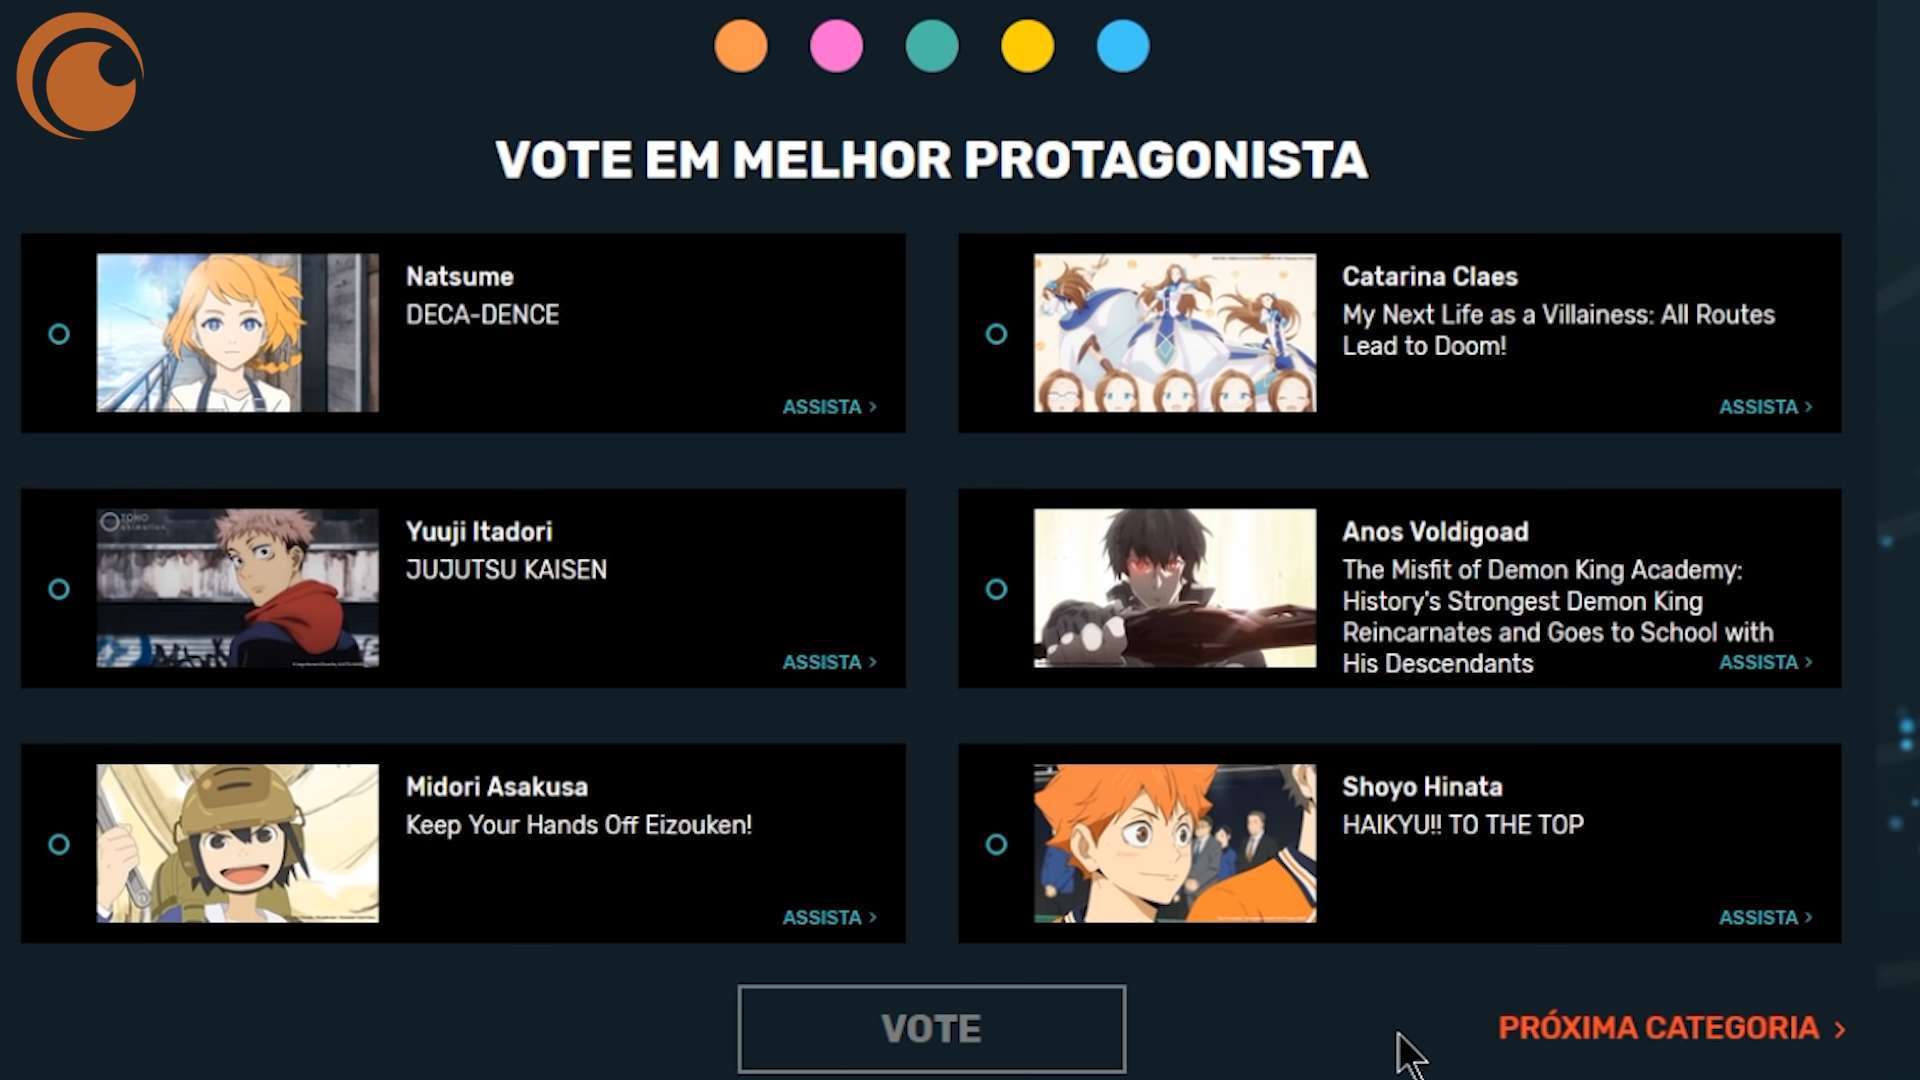 VOTE EM MELHOR PROTAGONISTA
Natsume
DECA-DENCE
ASSISTA >
Catarina Claes
My Next Life as a Villainess: All Routes
Lead to Doom!
ASSISTA >
TOHO
animation
Yuuji Itadori
JUJUTSU KAISEN
ASSISTA >
Anos Voldigoad
The Misfit of Demon King Academy:
History's Strongest Demon King
Reincarnates and Goes to School with
His Descendants
ASSISTA >
Midori Asakusa
Keep Your Hands Off Eizouken!
ASSISTA >
Shoyo Hinata
HAIKYU!! TO THE TOP
ASSISTA >
VOTE
PRÓXIMA CATEGORIA >